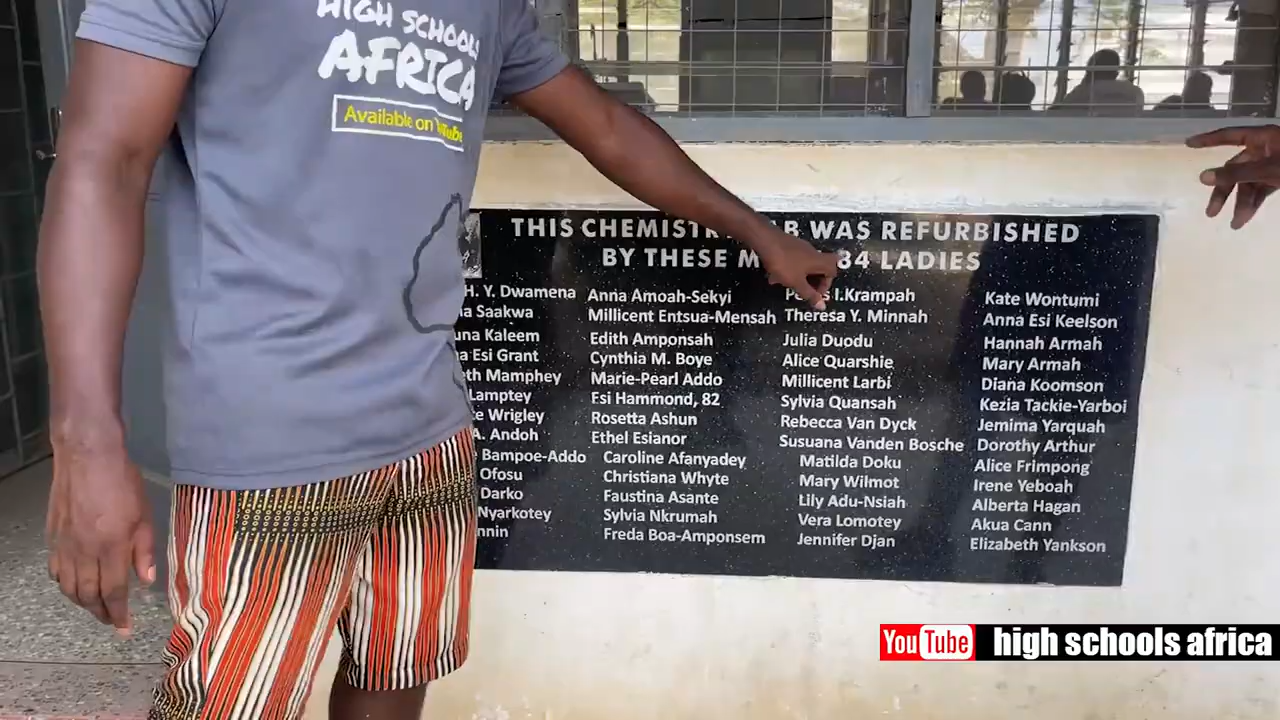 HIGH SCHOOLS
AFRICA
Available on YouTube
THIS CHEMISTR B WAS REFURBISHED
BY THESE M 84 LADIES
H. Y. Dwamena
Saakwa
Kaleem
Esi Grant
Mamphey
Lamptey
Wrigley
A. Andoh
Bampoe-Addo
Ofosu
Darko
Nyarkotey
Anna Amoah-Sekyi
Millicent Entsua-Mensah
Edith Amponsah
Cynthia M. Boye
Marie-Pearl Addo
Esi Hammond, 82
Rosetta Ashun
Ethel Esianor
Caroline Afanyadey
Christiana Whyte
Faustina Asante
Sylvia Nkrumah
Freda Boa-Amponsem
I.Krampah
Theresa Y. Minnah
Julia Duodu
Alice Quarshie
Millicent Larbi
Sylvia Quansah
Rebecca Van Dyck
Susuana Vanden Bosche
Matilda Doku
Mary Wilmot
Lily Adu-Nsiah
Vera Lomotey
Jennifer Djan
Kate Wontumi
Anna Esi Keelson
Hannah Armah
Mary Armah
Diana Koomson
Kezia Tackie-Yarboi
Jemima Yarquah
Dorothy Arthur
Alice Frimpong
Irene Yeboah
Alberta Hagan
Akua Cann
Elizabeth Yankson
YouTube high schools africa